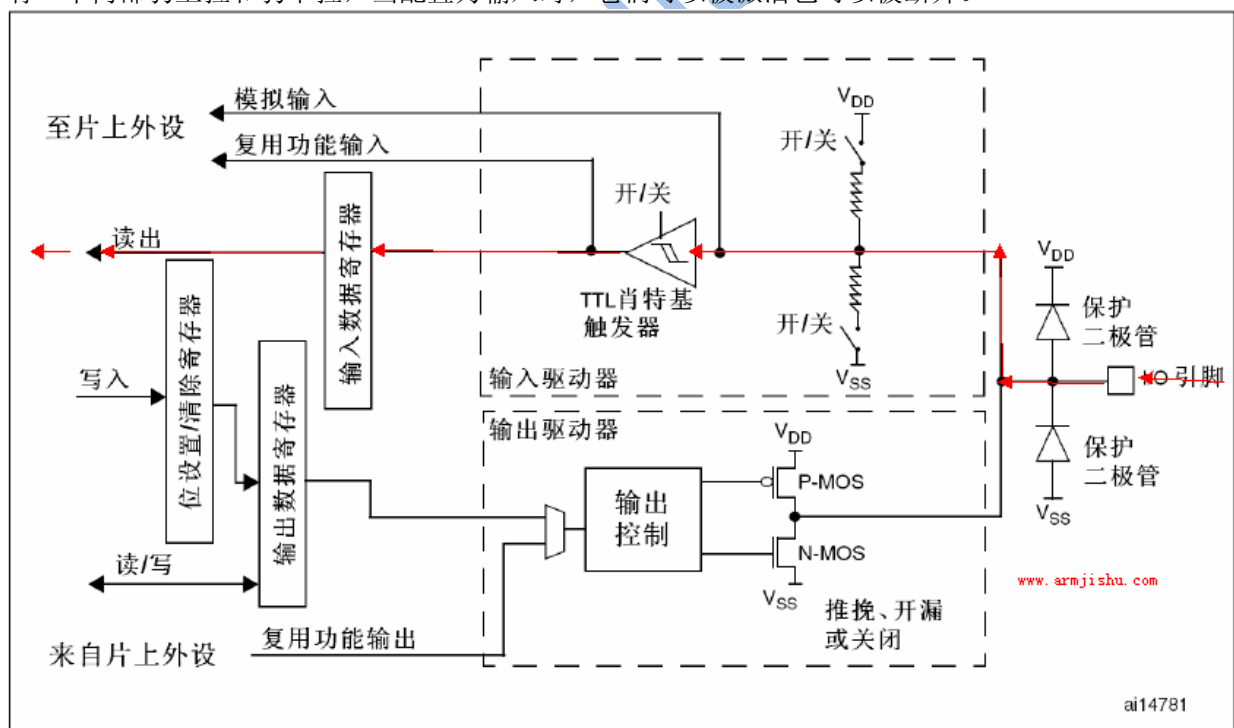 V_DD
模拟输入
至片上外设
开/关
复用功能输入
开/关
输入数据寄存器
读出
V_DD
TTL肖特基
触发器
保护
二极管
开/关
位设置/清除寄存器
输出数据寄存器
写入
输入驱动器
V_SS
I/O 引脚
输出驱动器
V_DD
保护
二极管
P-MOS
输出
控制
V_SS
N-MOS
读/写
www.armjishu.com
V_SS
推挽、开漏
或关闭
复用功能输出
来自片上外设
ai14781